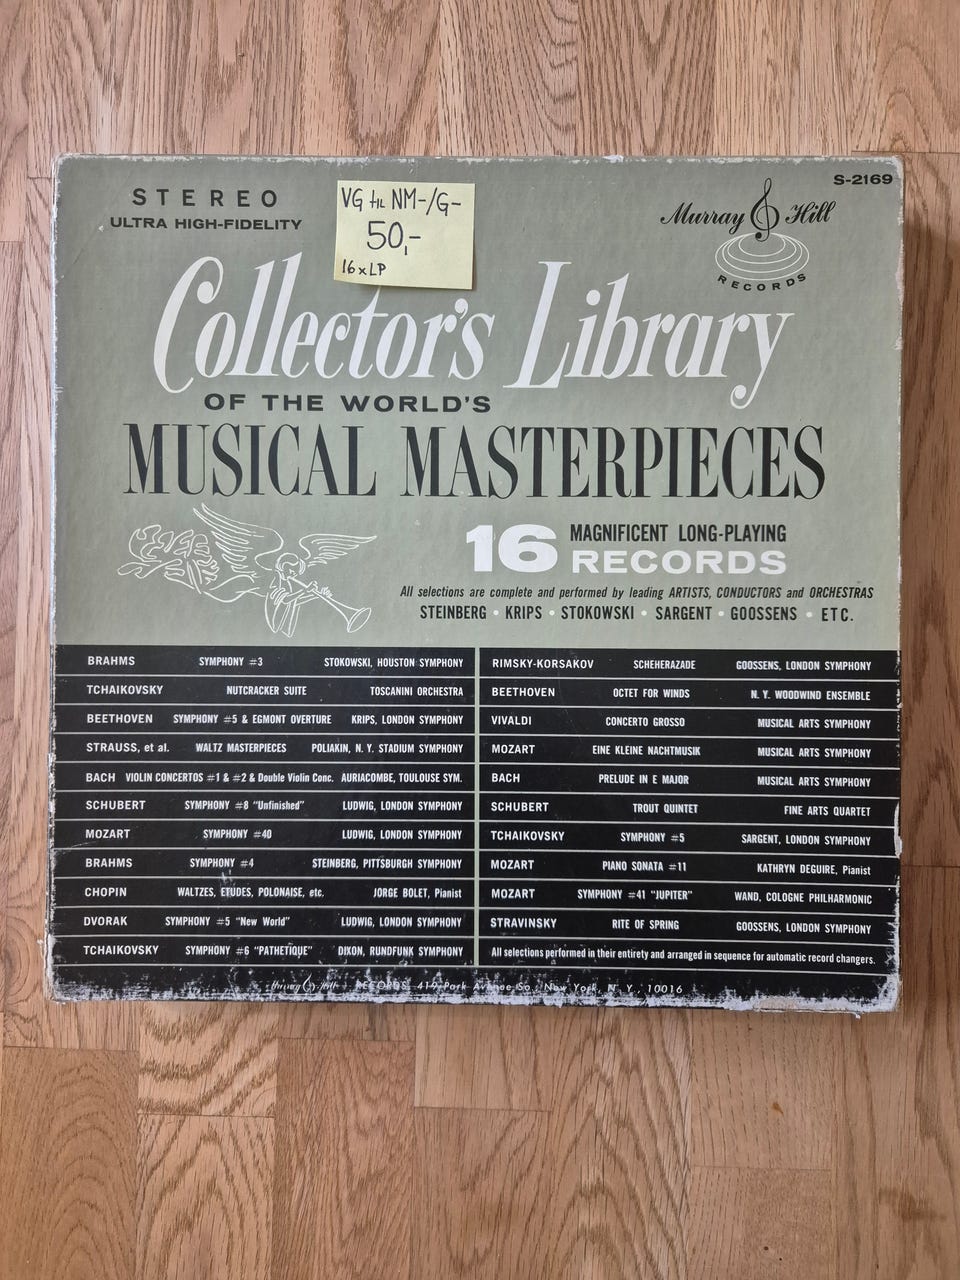 STEREO
ULTRA HIGH-FIDELITY
VG til NM-/G-
50,-
16xLP
S-2169
Murray Hill
RECORDS
Collector's Library
OF THE WORLD'S
MUSICAL MASTERPIECES
16 MAGNIFICENT LONG-PLAYING
RECORDS
All selections are complete and performed by leading ARTISTS, CONDUCTORS and ORCHESTRAS
STEINBERG • KRIPS • STOKOWSKI • SARGENT • GOOSSENS • ETC.
BRAHMS SYMPHONY #3 STOKOWSKI, HOUSTON SYMPHONY
TCHAIKOVSKY NUTCRACKER SUITE TOSCANINI ORCHESTRA
BEETHOVEN SYMPHONY #5 & EGMONT OVERTURE KRIPS, LONDON SYMPHONY
STRAUSS, et al. WALTZ MASTERPIECES POLIAKIN, N. Y. STADIUM SYMPHONY
BACH VIOLIN CONCERTOS #1 & #2 & Double Violin Conc. AURIACOMBE, TOULOUSE SYM.
SCHUBERT SYMPHONY #8 "Unfinished" LUDWIG, LONDON SYMPHONY
MOZART SYMPHONY #40 LUDWIG, LONDON SYMPHONY
BRAHMS SYMPHONY #4 STEINBERG, PITTSBURGH SYMPHONY
CHOPIN WALTZES, ETUDES, POLONAISE, etc. JORGE BOLET, Pianist
DVORAK SYMPHONY #5 "New World" LUDWIG, LONDON SYMPHONY
TCHAIKOVSKY SYMPHONY #6 "PATHETIQUE" DIXON, RUNDFUNK SYMPHONY
RIMSKY-KORSAKOV SCHEHERAZADE GOOSSENS, LONDON SYMPHONY
BEETHOVEN OCTET FOR WINDS N. Y. WOODWIND ENSEMBLE
VIVALDI CONCERTO GROSSO MUSICAL ARTS SYMPHONY
MOZART EINE KLEINE NACHTMUSIK MUSICAL ARTS SYMPHONY
BACH PRELUDE IN E MAJOR MUSICAL ARTS SYMPHONY
SCHUBERT TROUT QUINTET FINE ARTS QUARTET
TCHAIKOVSKY SYMPHONY #5 SARGENT, LONDON SYMPHONY
MOZART PIANO SONATA #11 KATHRYN DEGUIRE, Pianist
MOZART SYMPHONY #41 "JUPITER" WAND, COLOGNE PHILHARMONIC
STRAVINSKY RITE OF SPRING GOOSSENS, LONDON SYMPHONY
All selections performed in their entirety and arranged in sequence for automatic record changers.
Murray Hill RECORDS, 419 Park Avenue So., New York, N. Y., 10016